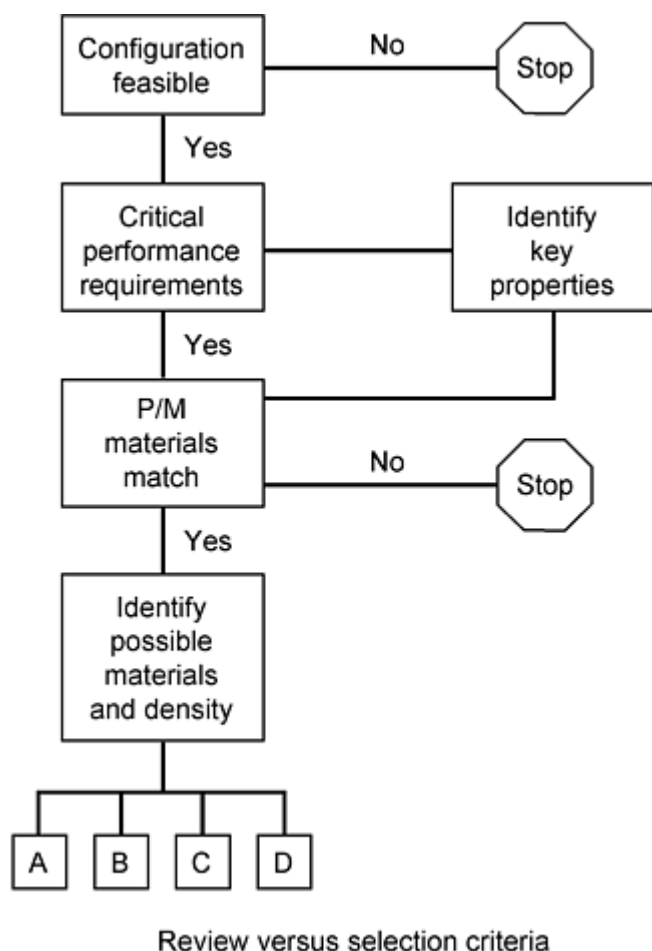 Configuration
feasible
No
Stop
Yes
Critical
performance
requirements
Identify
key
properties
Yes
P/M
materials
match
No
Stop
Yes
Identify
possible
materials
and density
A
B
C
D
Review versus selection criteria